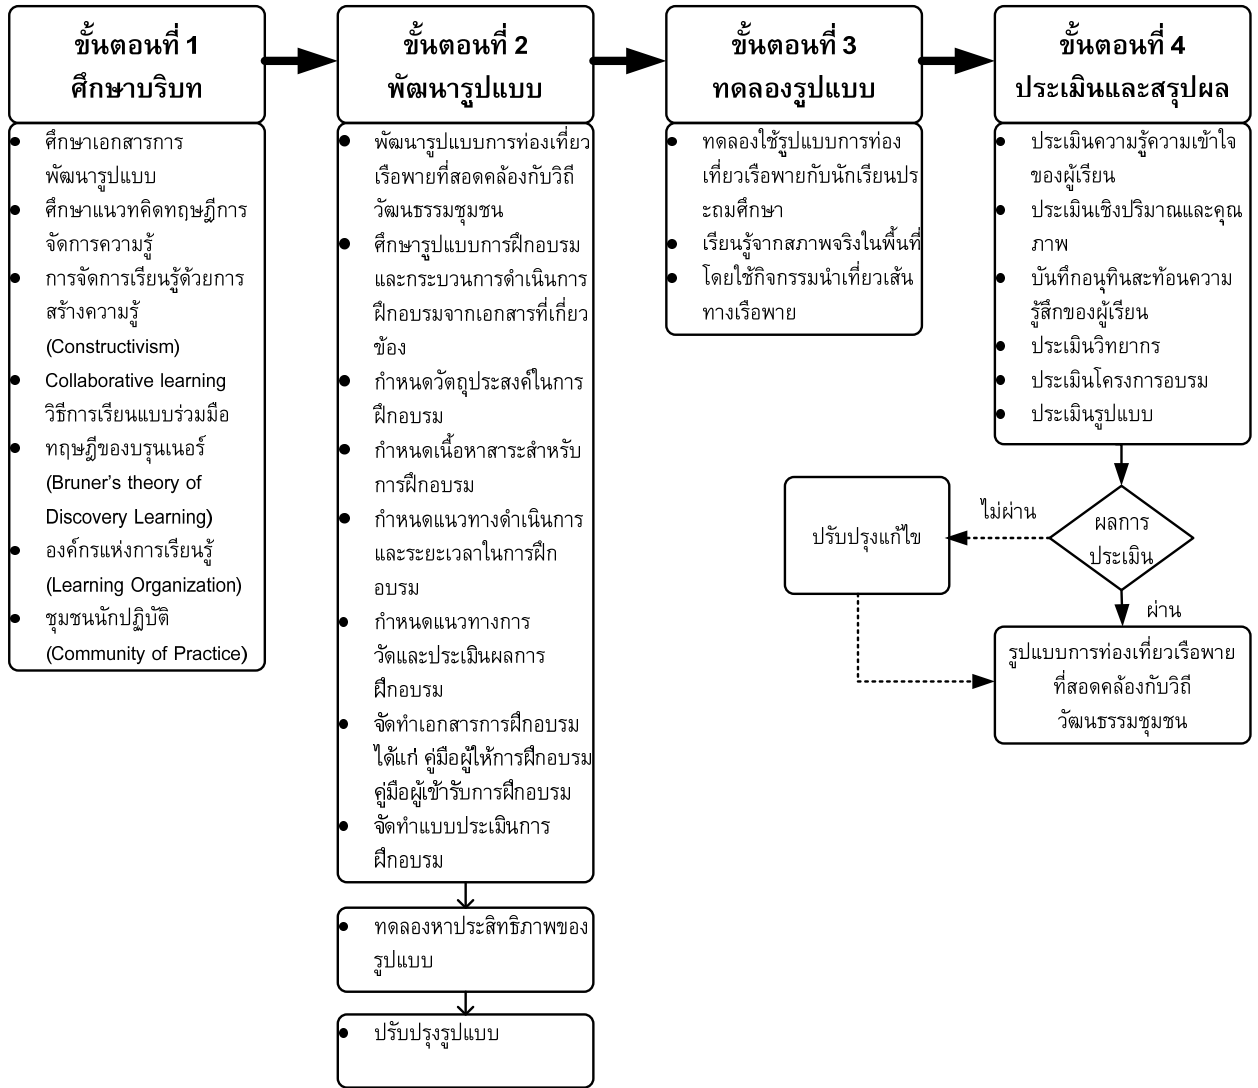 ขั้นตอนที่ 1
ศึกษาบริบท
ศึกษาเอกสารการ
พัฒนารูปแบบ
ศึกษาแนวทคิดทฤษฎีการ
จัดการความรู้
การจัดการเรียนรู้ด้วยการ
สร้างความรู้
(Constructivism)
Collaborative learning
วิธีการเรียนแบบร่วมมือ
ทฤษฎีของบรุนเนอร์
(Bruner's theory of
Discovery Learning)
องค์กรแห่งการเรียนรู้
(Learning Organization)
ชุมชนนักปฏิบัติ
(Community of Practice)
ขั้นตอนที่ 2
พัฒนารูปแบบ
พัฒนารูปแบบการท่องเที่ยว
เรือพายที่สอดคล้องกับวิถี
วัฒนธรรมชุมชน
ศึกษารูปแบบการฝึกอบรม
และกระบวนการดำเนินการ
ฝึกอบรมจากเอกสารที่เกี่ยว
ข้อง
กำหนดวัตถุประสงค์ในการ
ฝึกอบรม
กำหนดเนื้อหาสาระสำหรับ
การฝึกอบรม
กำหนดแนวทางดำเนินการ
และระยะเวลาในการฝึก
อบรม
กำหนดแนวทางการ
วัดและประเมินผลการ
ฝึกอบรม
จัดทำเอกสารการฝึกอบรม
ได้แก่ คู่มือผู้ให้การฝึกอบรม
คู่มือผู้เข้ารับการฝึกอบรม
จัดทำแบบประเมินการ
ฝึกอบรม
ทดลองหาประสิทธิภาพของ
รูปแบบ
ปรับปรุงรูปแบบ
ขั้นตอนที่ 3
ทดลองรูปแบบ
ทดลองใช้รูปแบบการท่อง
เที่ยวเรือพายกับนักเรียนปร
ะถมศึกษา
เรียนรู้จากสภาพจริงในพื้นที่
โดยใช้กิจกรรมนำเที่ยวเส้น
ทางเรือพาย
ขั้นตอนที่ 4
ประเมินและสรุปผล
ประเมินความรู้ความเข้าใจ
ของผู้เรียน
ประเมินเชิงปริมาณและคุณ
ภาพ
บันทึกอนุทินสะท้อนความ
รู้สึกของผู้เรียน
ประเมินวิทยากร
ประเมินโครงการอบรม
ประเมินรูปแบบ
ผลการ
ประเมิน
ไม่ผ่าน
ปรับปรุงแก้ไข
ผ่าน
รูปแบบการท่องเที่ยวเรือพาย
ที่สอดคล้องกับวิถี
วัฒนธรรมชุมชน